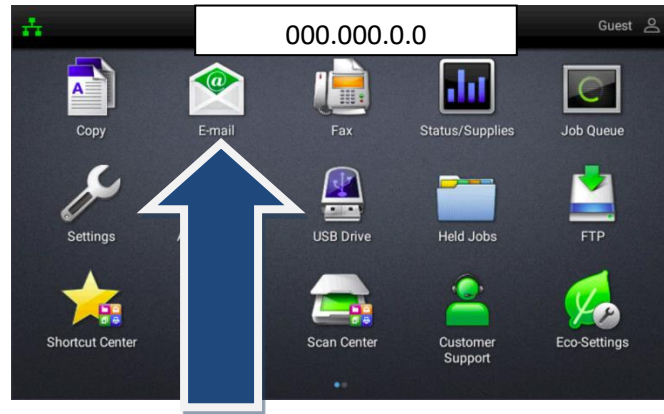 000.000.0.0
Guest
Copy
E-mail
Fax
Status/Supplies
Job Queue
Settings
A
USB Drive
Held Jobs
FTP
Shortcut Center
Scan Center
Customer
Support
Eco-Settings